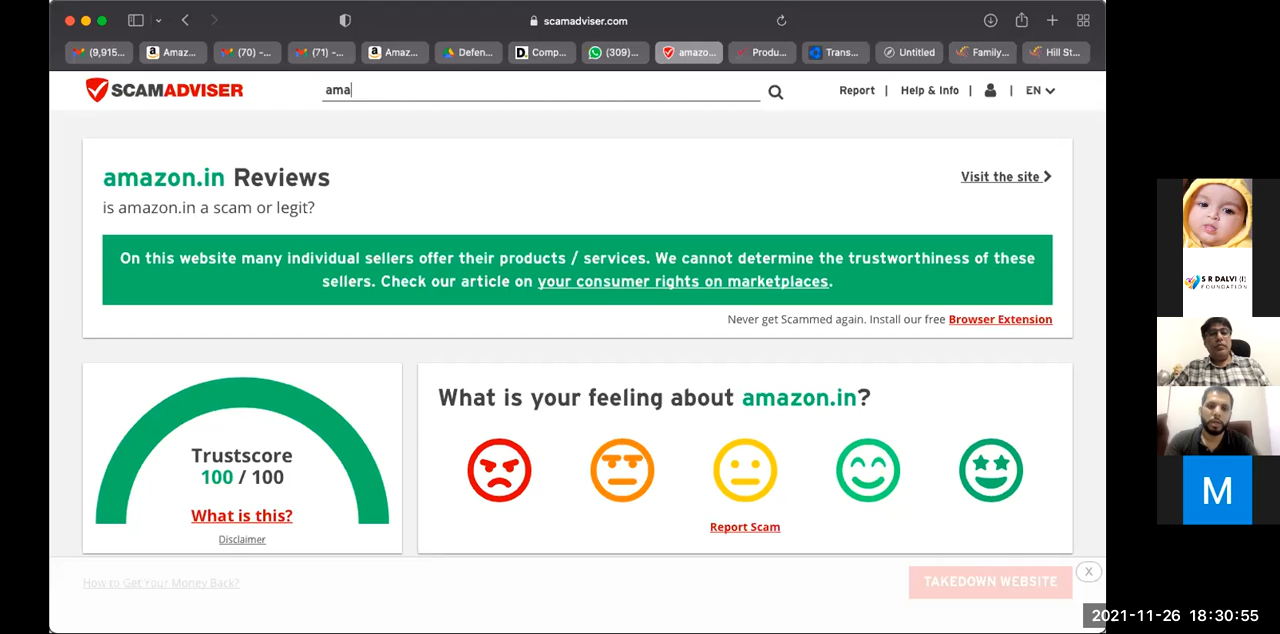 scamadviser.com
(9,915...
Amaz...
(70) –...
(71) –...
Amaz...
Defen...
Comp...
(309)...
amazo...
Produ...
Trans...
Untitled
Family...
Hill St...
SCAMADVISER
ama
Report | Help & Info | | EN
amazon.in Reviews
Visit the site
is amazon.in a scam or legit?
On this website many individual sellers offer their products / services. We cannot determine the trustworthiness of these
sellers. Check our article on your consumer rights on marketplaces.
Never get Scammed again. Install our free Browser Extension
Trustscore
100 / 100
What is this?
Disclaimer
What is your feeling about amazon.in?
Report Scam
How to Get Your Money Back?
TAKEDOWN WEBSITE
X
S R DALVI (I)
FOUNDATION
M
2021-11-26 18:30:55